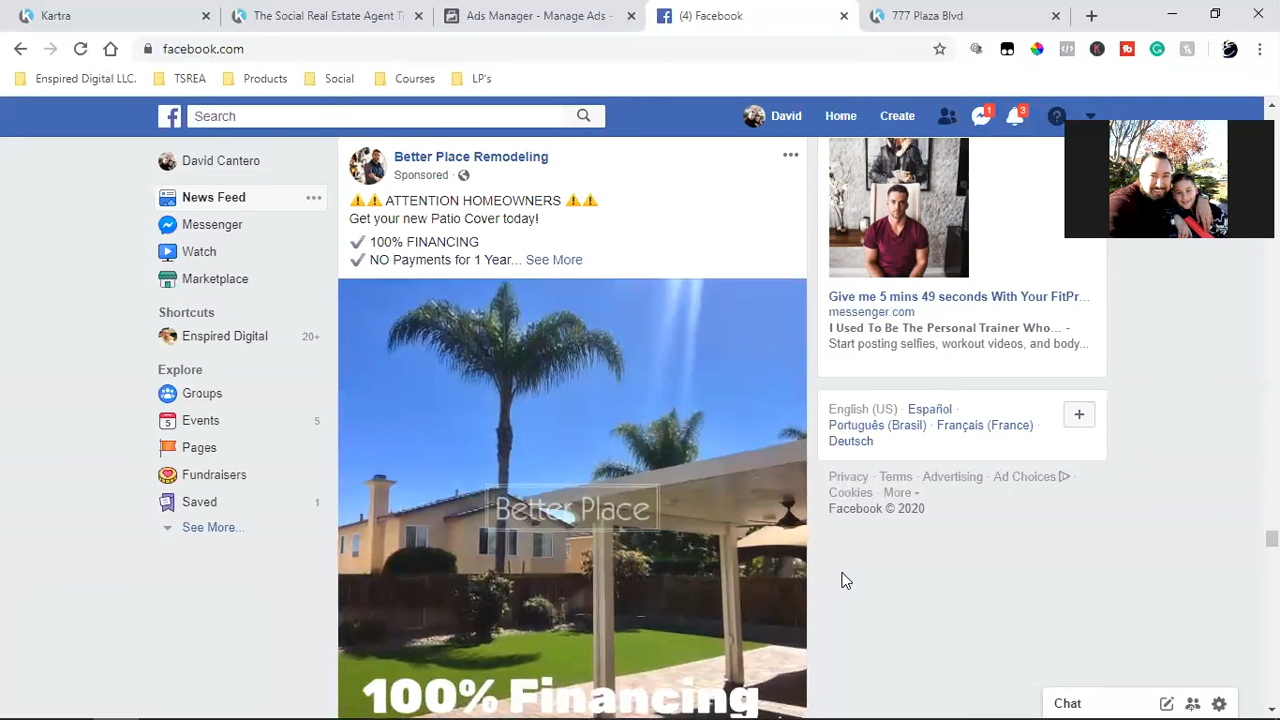 Kartra
The Social Real Estate Agent T
Ads Manager - Manage Ads -
(4) Facebook
777 Plaza Blvd
facebook.com
Enspired Digital LLC.
TSREA
Products
Social
Courses
LP's
Search
David
Home
Create
1
3
David Cantero
News Feed
Messenger
Watch
Marketplace
Shortcuts
Enspired Digital 20+
Explore
Groups
Events 5
Pages
Fundraisers
Saved 1
See More...
Better Place Remodeling
Sponsored ·
⚠⚠ ATTENTION HOMEOWNERS ⚠⚠
Get your new Patio Cover today!
✔ 100% FINANCING
✔ NO Payments for 1 Year... See More
Better Place
100% Financing
Give me 5 mins 49 seconds With Your FitPr...
messenger.com
I Used To Be The Personal Trainer Who... -
Start posting selfies, workout videos, and body...
English (US) · Español ·
Português (Brasil) · Français (France) ·
Deutsch
Privacy · Terms · Advertising · Ad Choices ·
Cookies · More
Facebook © 2020
Chat